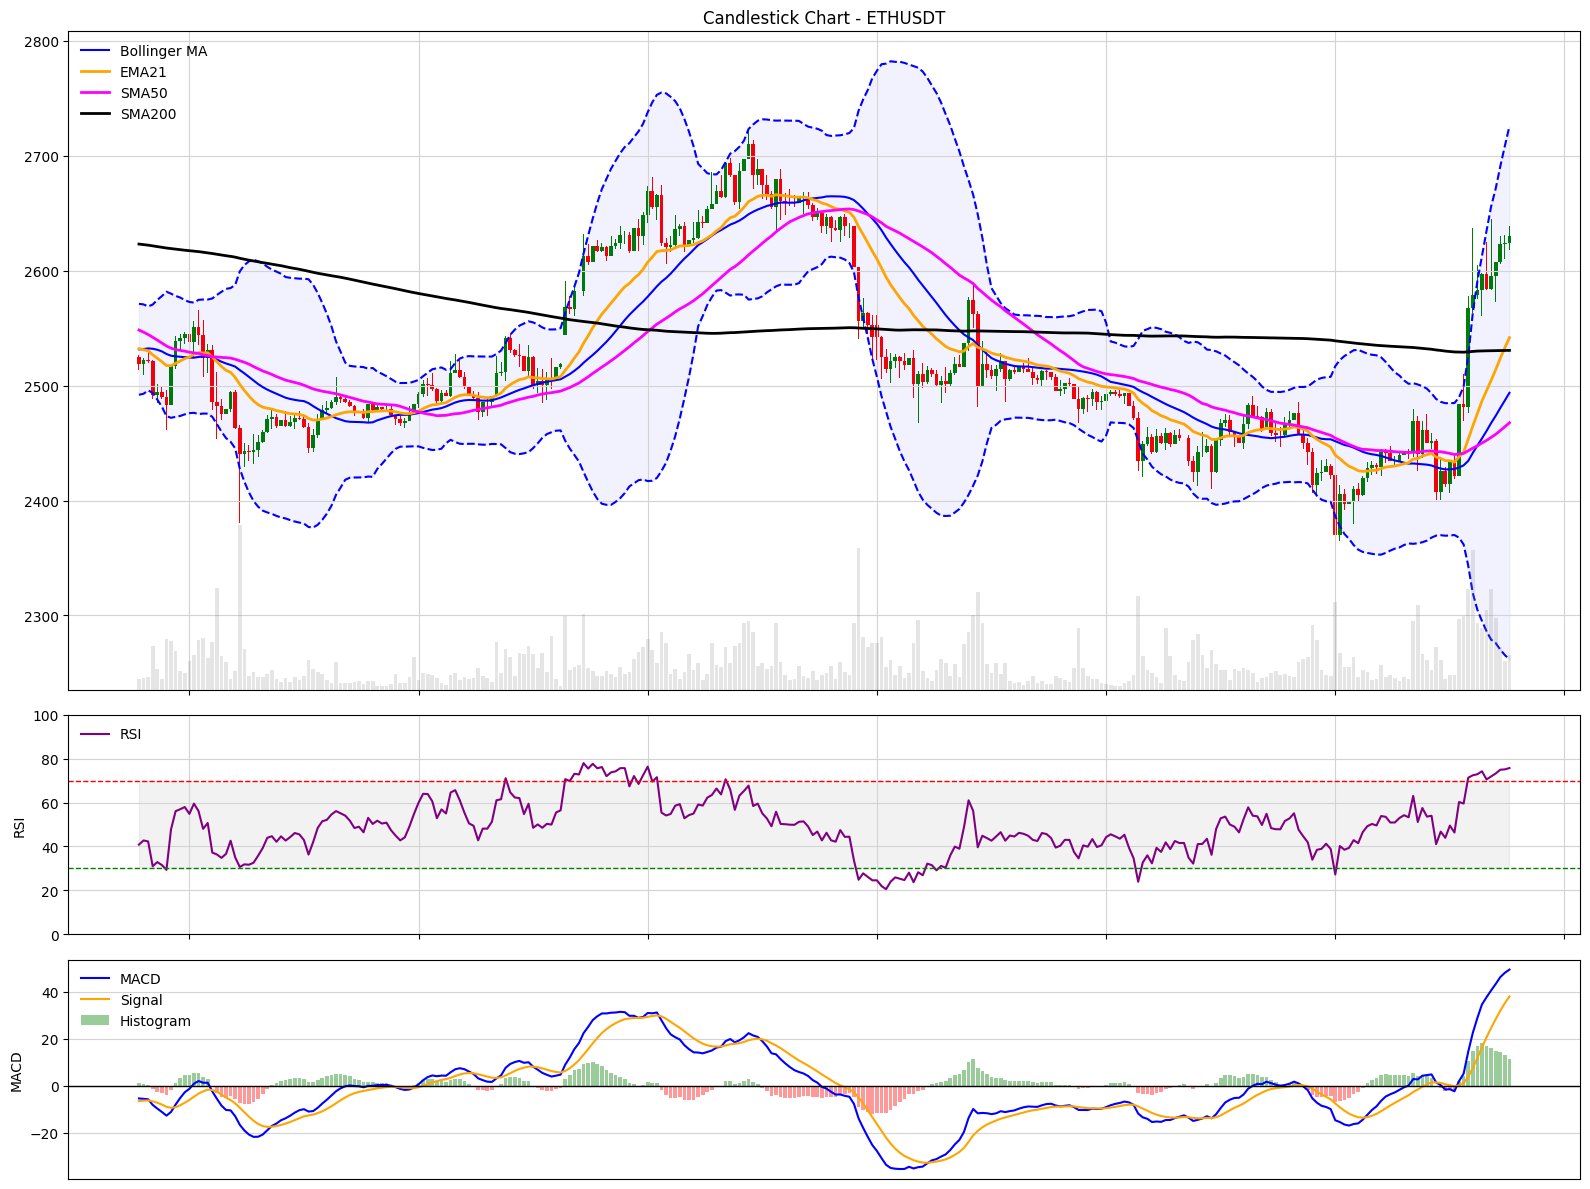 Candlestick Chart - ETHUSDT
2800
2700
2600
2500
2400
2300
Bollinger MA
EMA21
SMA50
SMA200
RSI
100
80
60
40
20
0
RSI
MACD
40
20
0
−20
MACD
Signal
Histogram